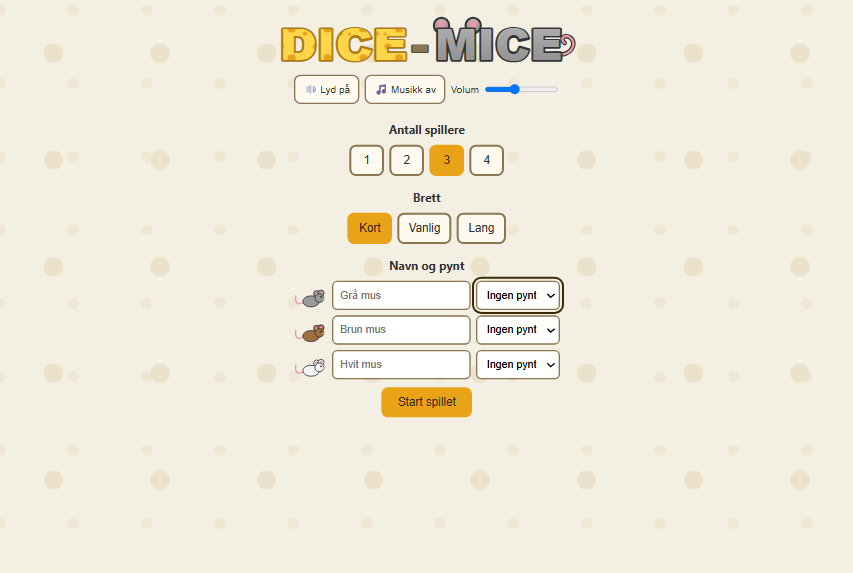 DICE-MICE
Lyd på Musikk av Volum
Antall spillere
1 2 3 4
Brett
Kort Vanlig Lang
Navn og pynt
Grå mus Ingen pynt
Brun mus Ingen pynt
Hvit mus Ingen pynt
Start spillet